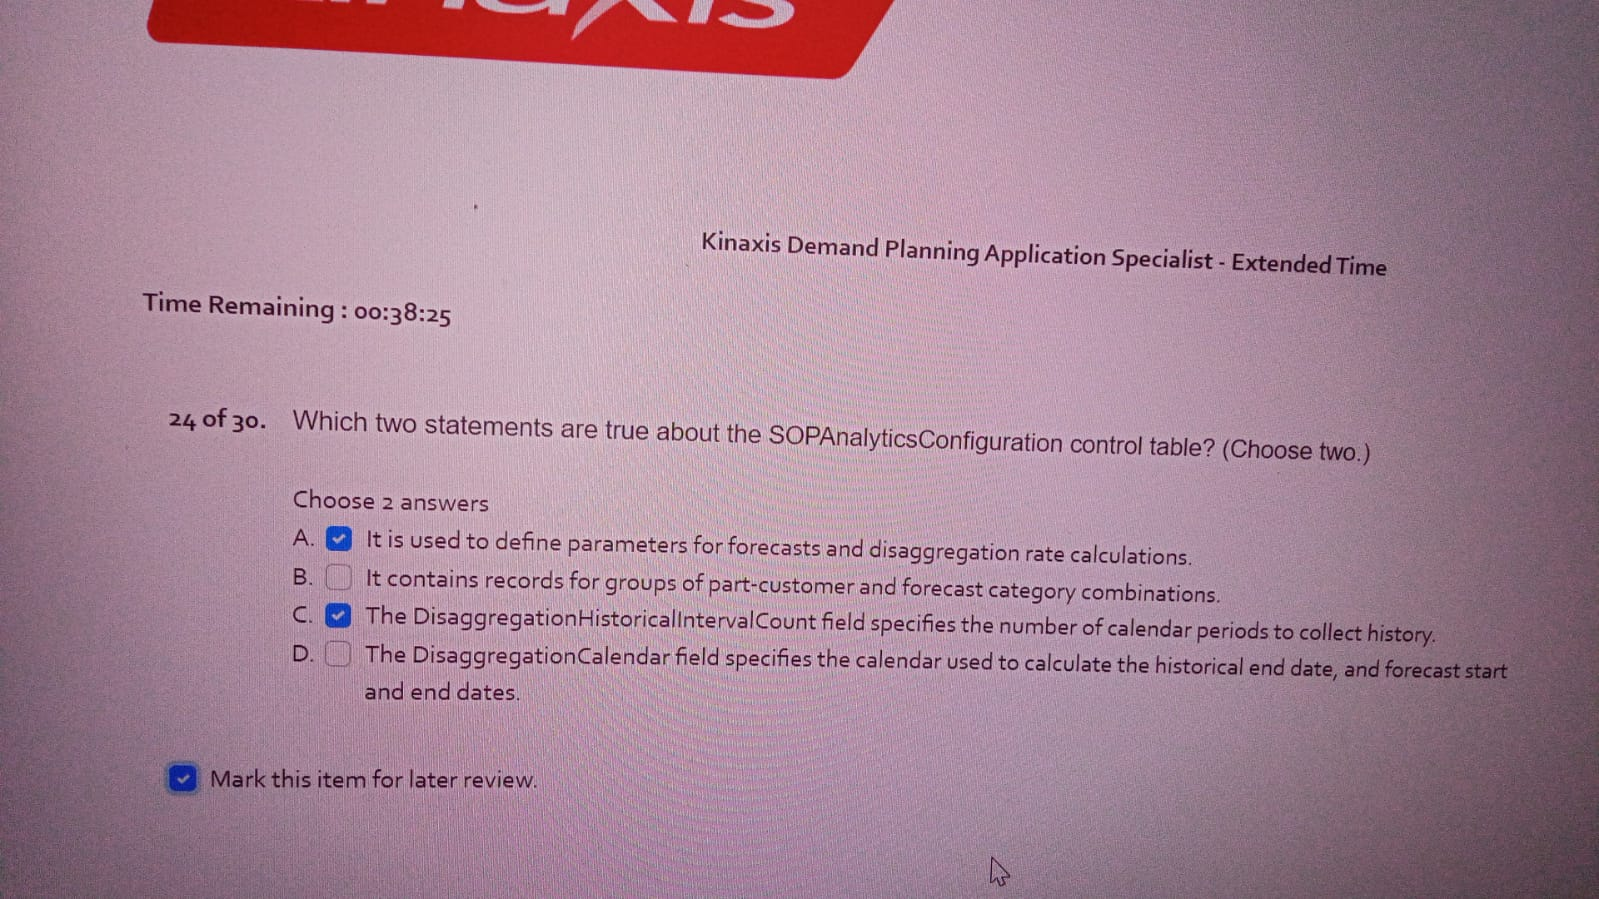 Kinaxis Demand Planning Application Specialist - Extended Time
Time Remaining : 00:38:25
24 of 30. Which two statements are true about the SOPAnalyticsConfiguration control table? (Choose two.)
Choose 2 answers
A. It is used to define parameters for forecasts and disaggregation rate calculations.
B. It contains records for groups of part-customer and forecast category combinations.
C. The DisaggregationHistoricalIntervalCount field specifies the number of calendar periods to collect history.
D. The DisaggregationCalendar field specifies the calendar used to calculate the historical end date, and forecast start
and end dates.
Mark this item for later review.